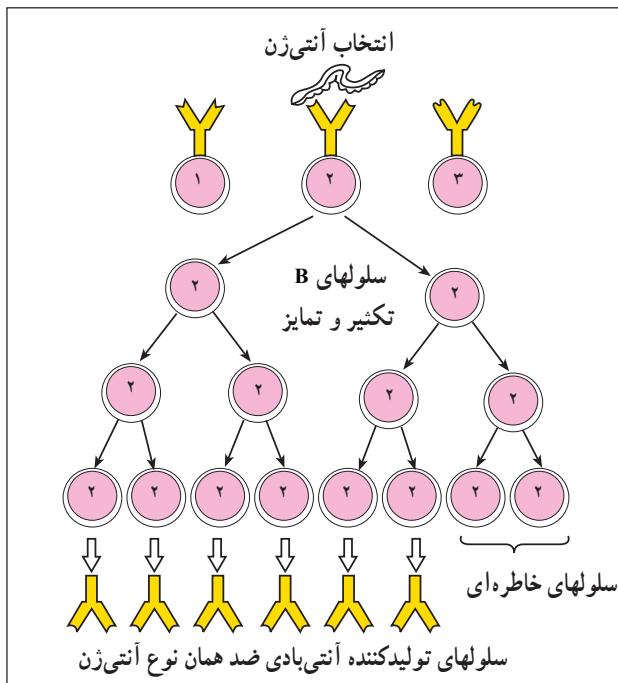 انتخاب آنتی‌ژن
۱ ۲ ۳
سلولهای B
تکثیر و تمایز
۲ ۲
۲ ۲ ۲ ۲
۲ ۲ ۲ ۲ ۲ ۲ ۲ ۲
سلولهای خاطره‌ای
سلولهای تولیدکننده آنتی‌بادی ضد همان نوع آنتی‌ژن